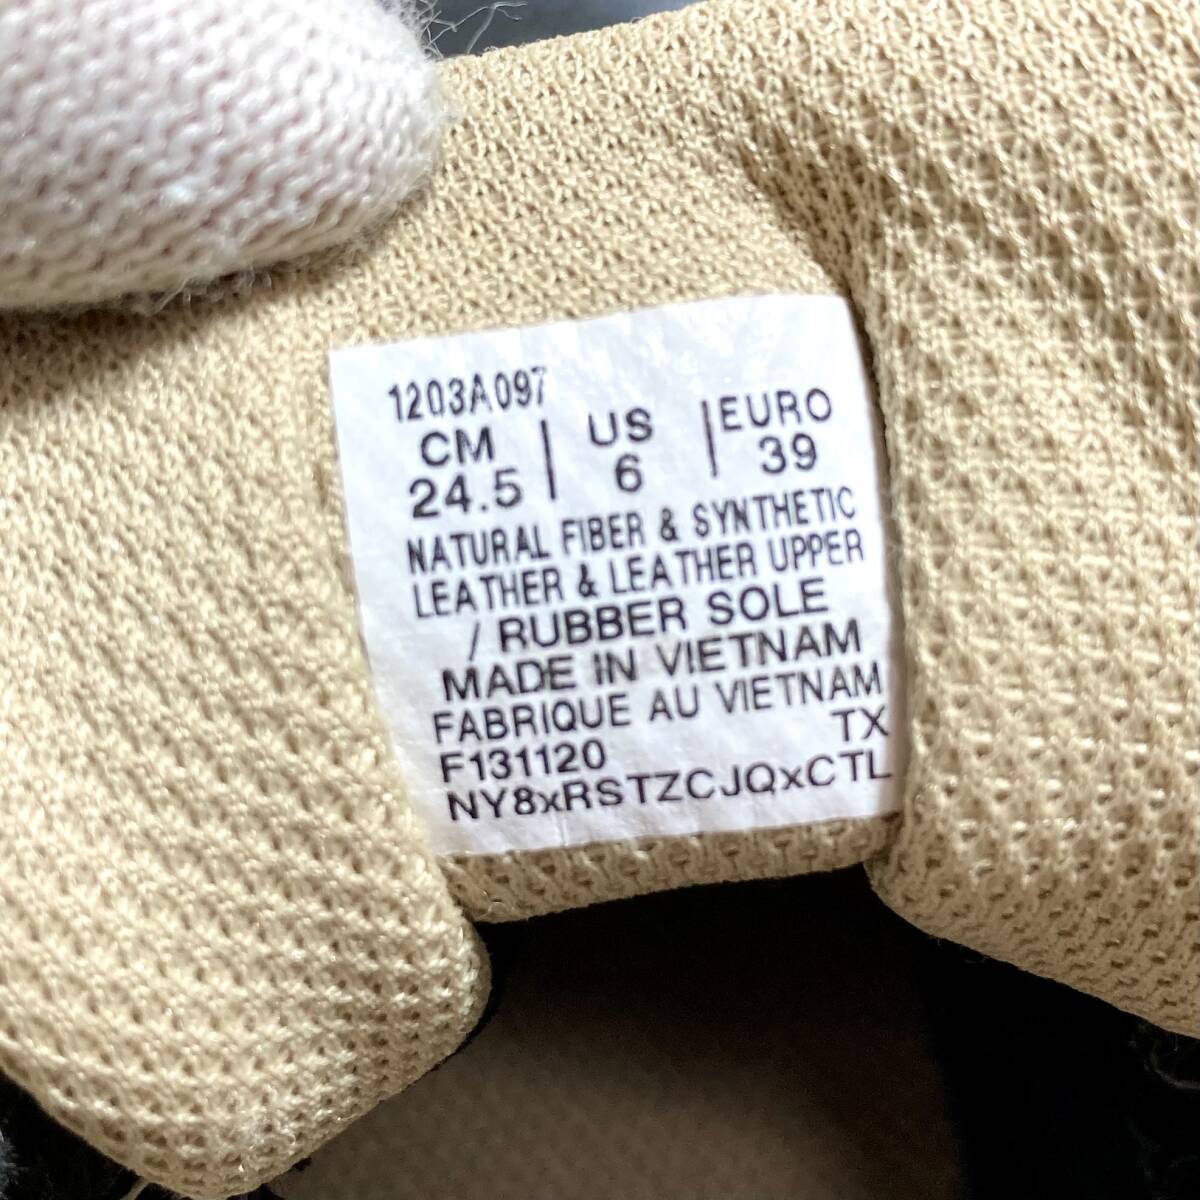 1203A097
CM | US | EURO
24.5 | 6 | 39
NATURAL FIBER & SYNTHETIC
LEATHER & LEATHER UPPER
/ RUBBER SOLE
MADE IN VIETNAM
FABRIQUE AU VIETNAM
F131120 TX
NY8xRSTZCJQxCTL